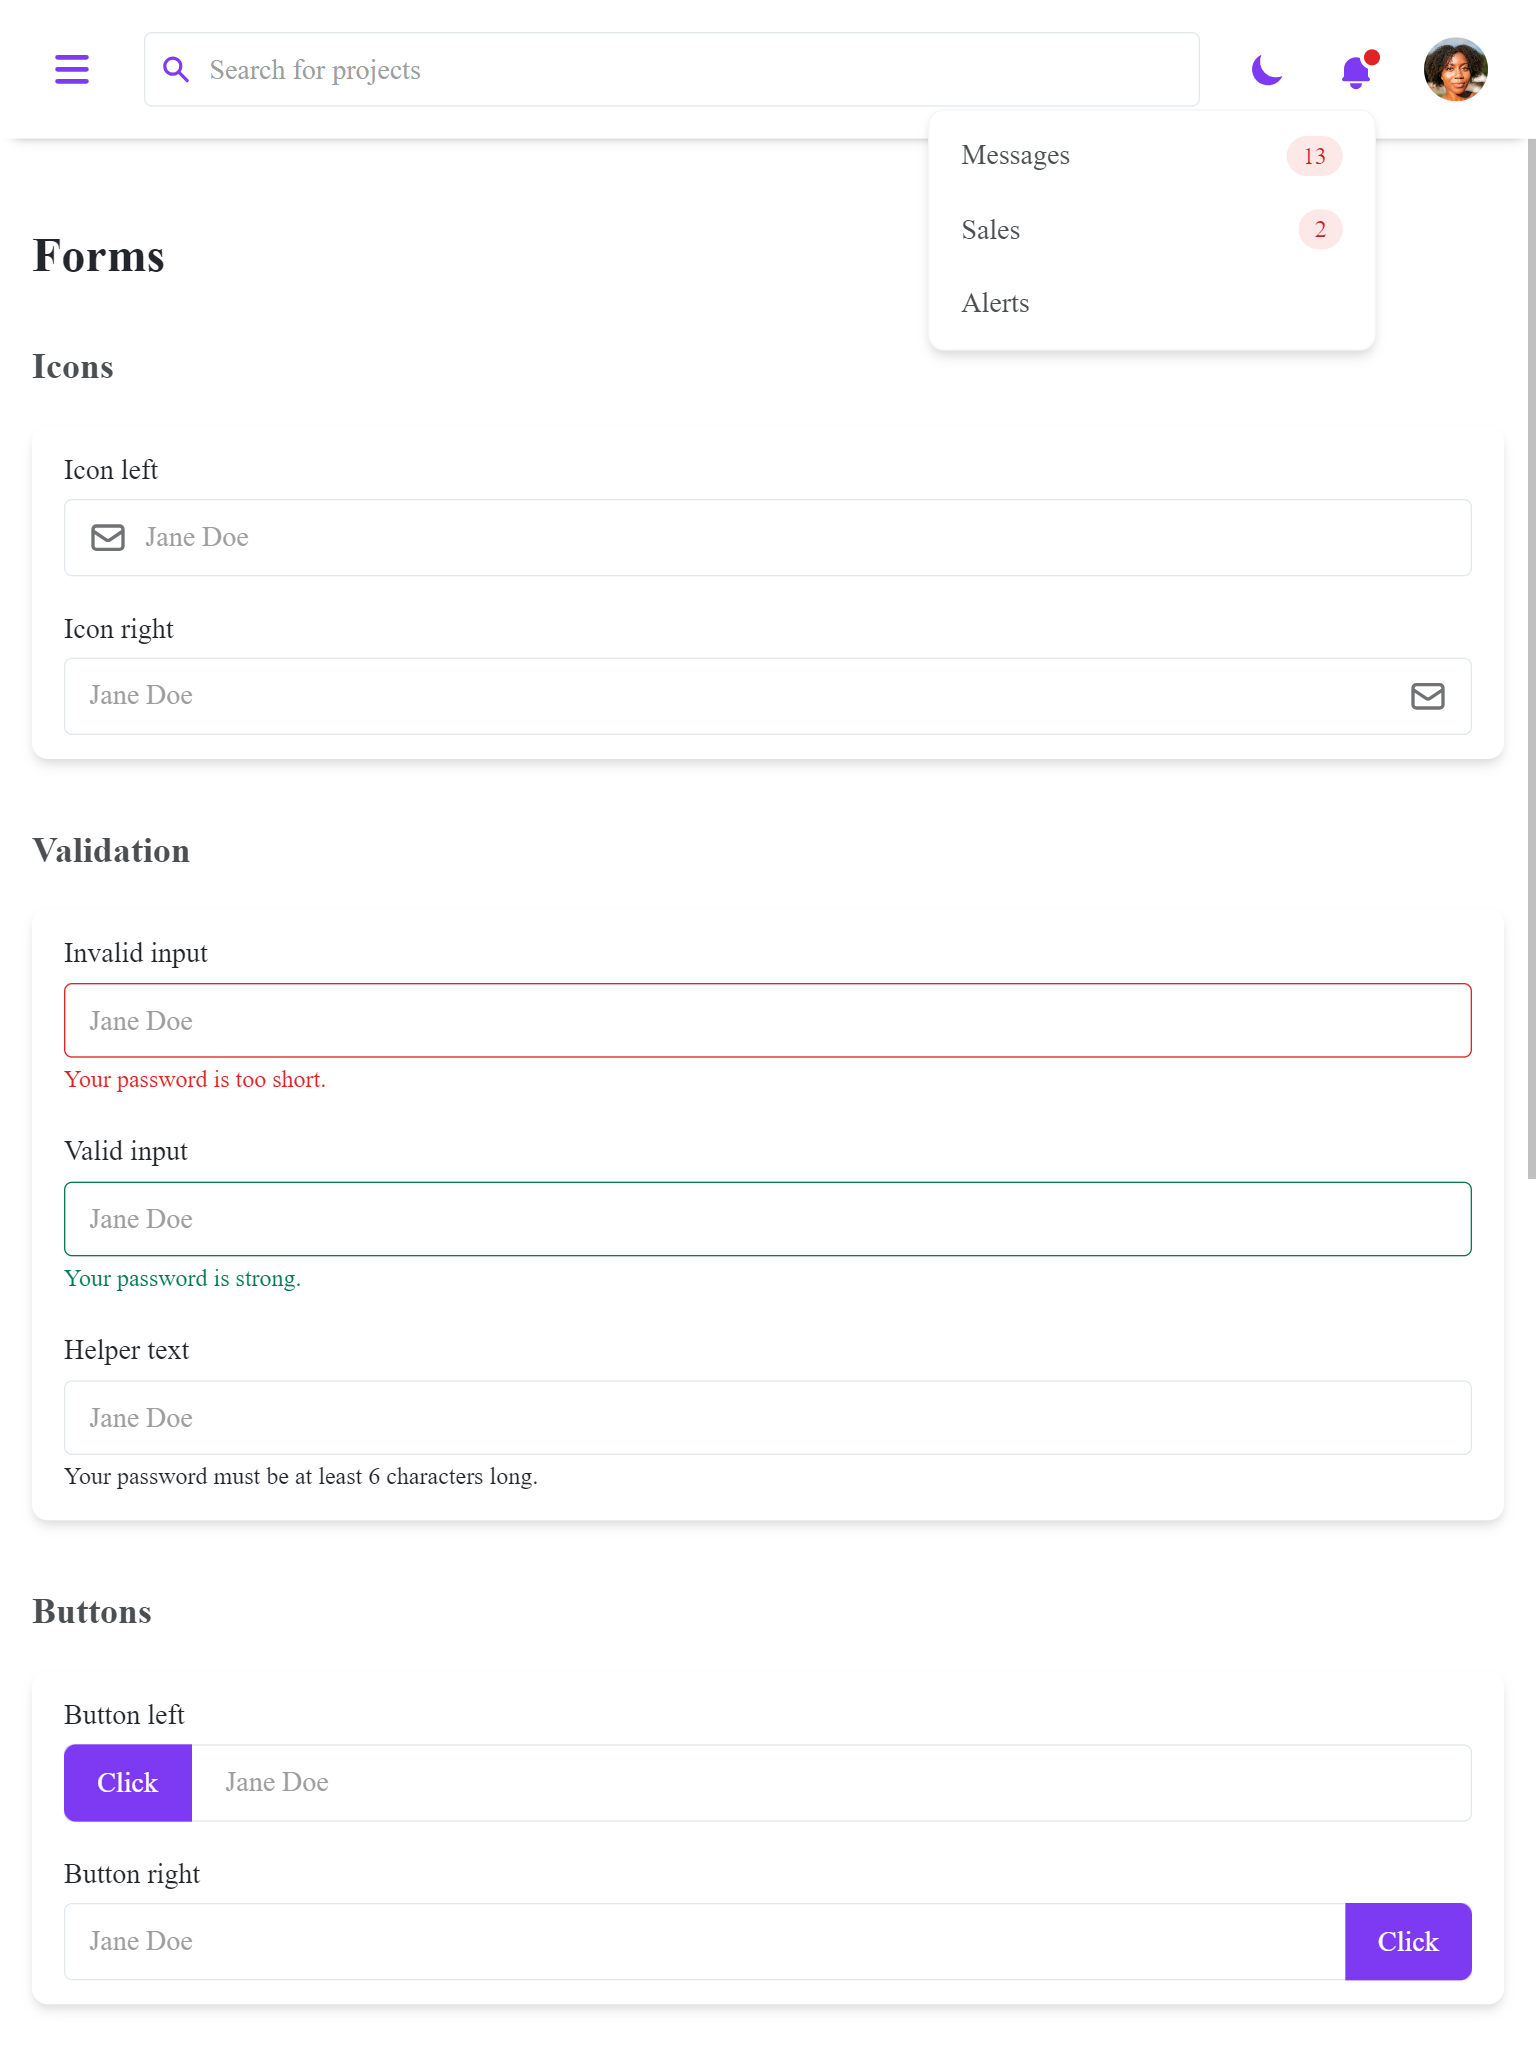 Search for projects
Messages 13
Sales 2
Alerts
Forms
Icons
Icon left
Jane Doe
Icon right
Jane Doe
Validation
Invalid input
Jane Doe
Your password is too short.
Valid input
Jane Doe
Your password is strong.
Helper text
Jane Doe
Your password must be at least 6 characters long.
Buttons
Button left
Click Jane Doe
Button right
Jane Doe Click